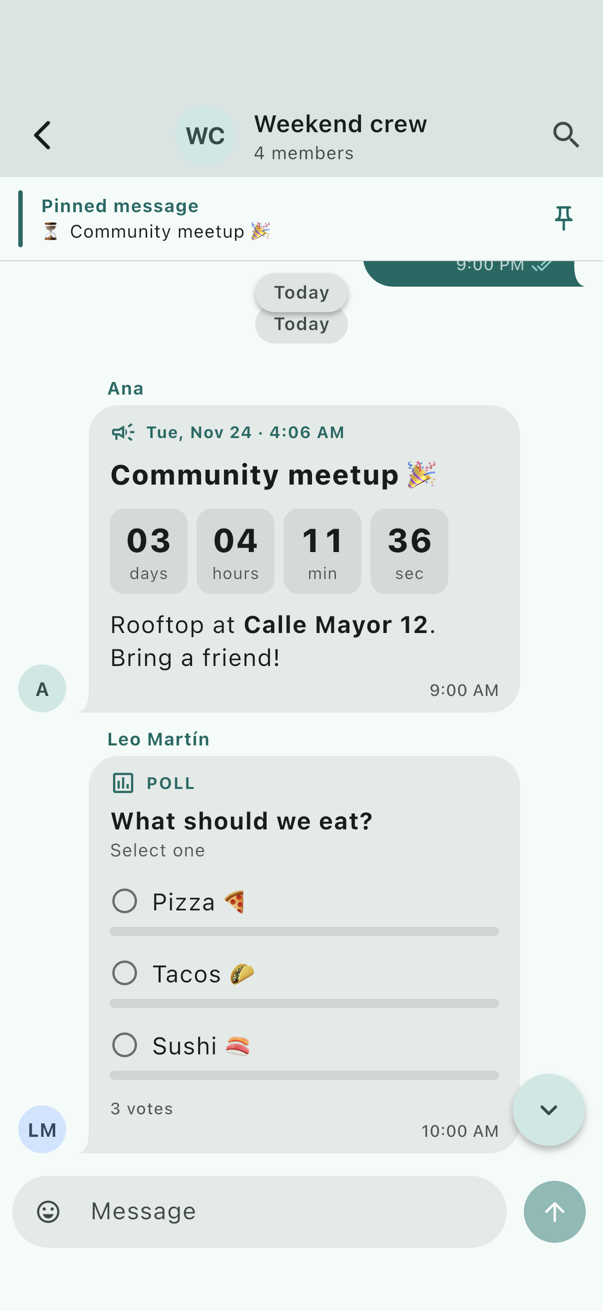 WC
Weekend crew
4 members
Pinned message
⏳ Community meetup 🎉
9:00 PM
Today
Today
Ana
Tue, Nov 24 · 4:06 AM
Community meetup 🎉
03 04 11 36
days hours min sec
Rooftop at Calle Mayor 12.
Bring a friend!
9:00 AM
A
Leo Martín
POLL
What should we eat?
Select one
Pizza 🍕
Tacos 🌮
Sushi 🍣
3 votes
10:00 AM
LM
Message